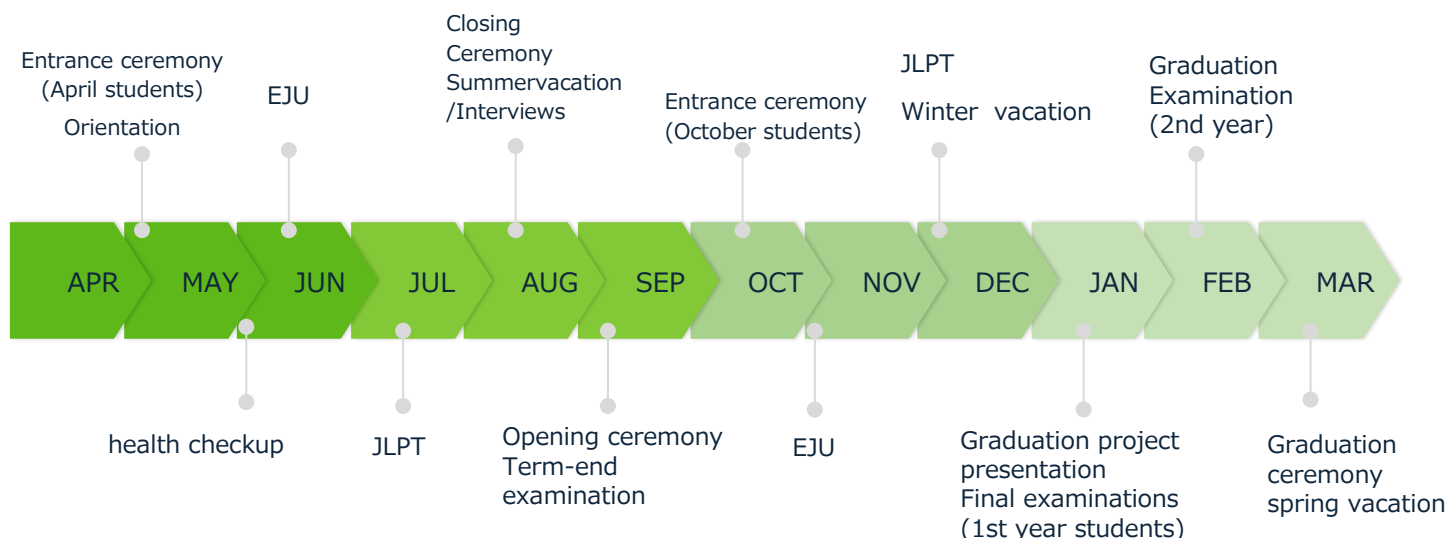 Entrance ceremony
(April students)
Orientation
EJU
Closing
Ceremony
Summervacation
/Interviews
Entrance ceremony
(October students)
JLPT
Winter vacation
Graduation
Examination
(2nd year)
APR
MAY
JUN
JUL
AUG
SEP
OCT
NOV
DEC
JAN
FEB
MAR
health checkup
JLPT
Opening ceremony
Term-end
examination
EJU
Graduation project
presentation
Final examinations
(1st year students)
Graduation
ceremony
spring vacation